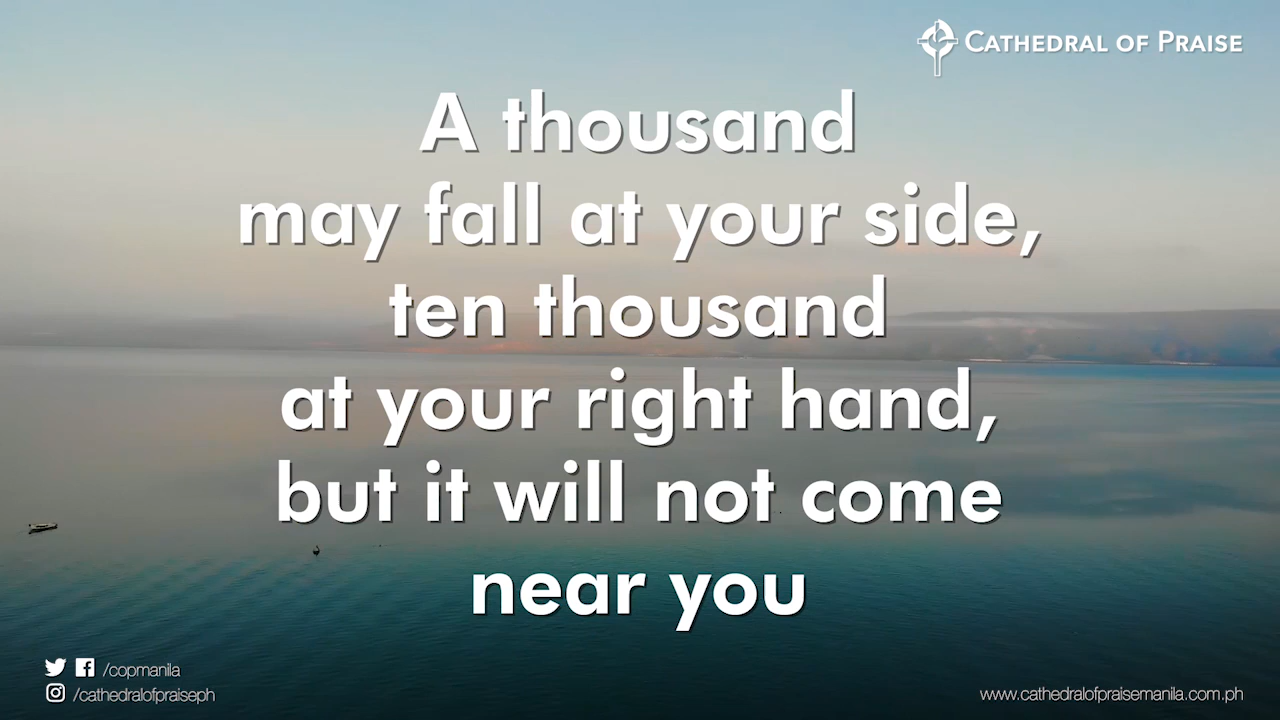 CATHEDRAL OF PRAISE
A thousand
may fall at your side,
ten thousand
at your right hand,
but it will not come
near you
/copmanila
/cathedralofpraiseph
www.cathedralofpraisemanila.com.ph